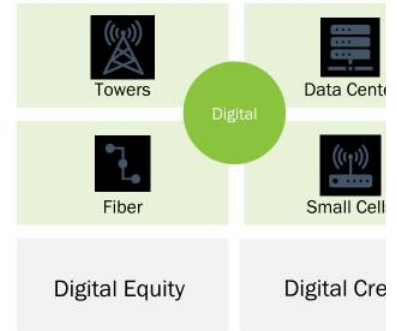 Towers
Data Cente
Digital
Fiber
Small Cell
Digital Equity
Digital Cre